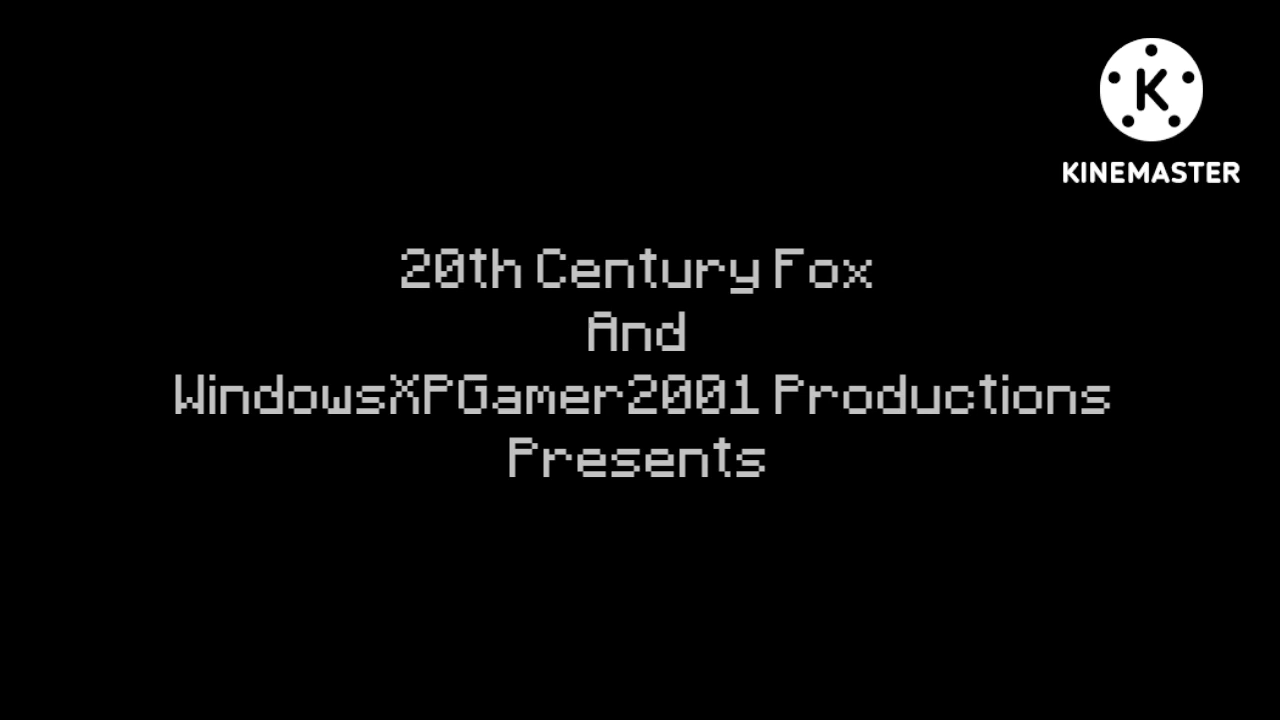 K
KINEMASTER
20th Century Fox
And
WindowsXPGamer2001 Productions
Presents